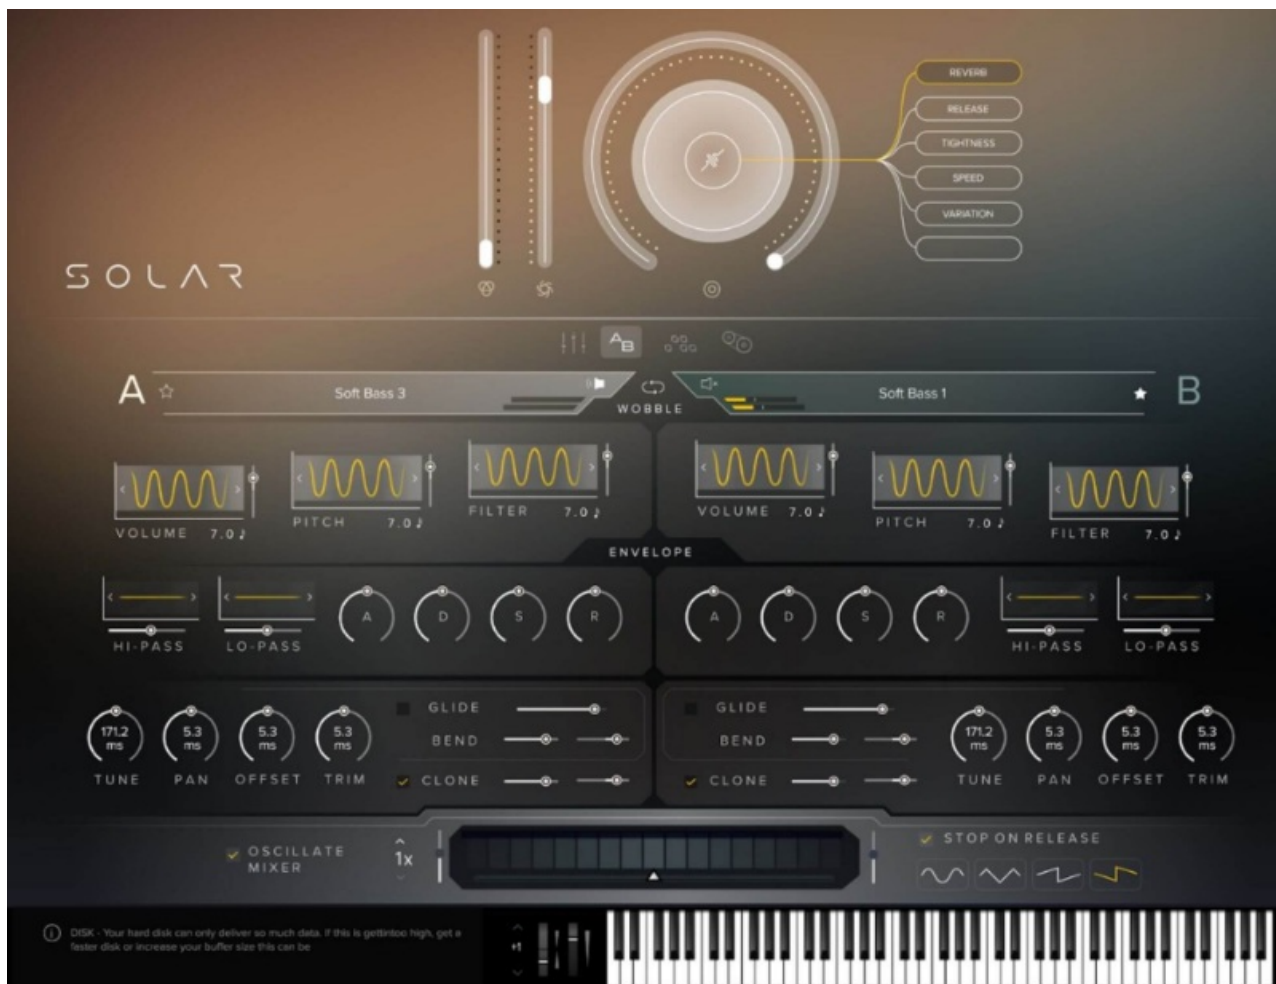 REVERB
RELEASE
TIGHTNESS
SPEED
VARIATION
SOLAR
AB
A
Soft Bass 3
WOBBLE
Soft Bass 1
B
VOLUME 7.0♪
PITCH 7.0♪
FILTER 7.0♪
VOLUME 7.0♪
PITCH 7.0♪
FILTER 7.0♪
ENVELOPE
HI-PASS
LO-PASS
A
D
S
R
A
D
S
R
HI-PASS
LO-PASS
171.2 ms
TUNE
5.3 ms
PAN
5.3 ms
OFFSET
5.3 ms
TRIM
GLIDE
BEND
CLONE
GLIDE
BEND
CLONE
171.2 ms
TUNE
5.3 ms
PAN
5.3 ms
OFFSET
5.3 ms
TRIM
OSCILLATE
MIXER
1x
STOP ON RELEASE
DISK - Your hard disk can only deliver so much data. If this is gettintoo high, get a
faster disk or increase your buffer size this can be
+1